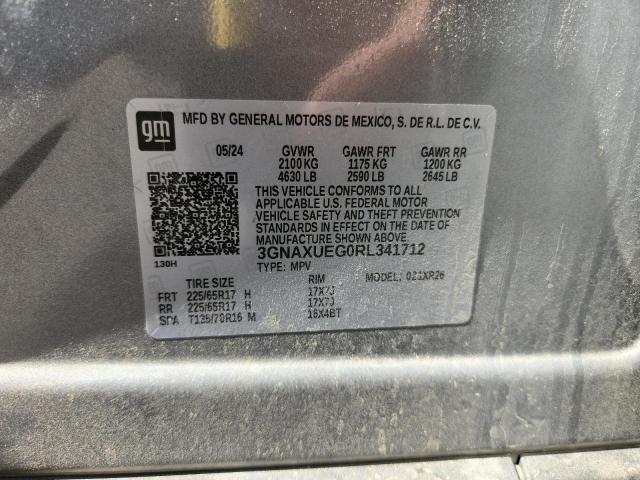 gm
MFD BY GENERAL MOTORS DE MEXICO, S. DE R.L. DE C.V.
05/24 GVWR GAWR FRT GAWR RR
2100 KG 1175 KG 1200 KG
4630 LB 2590 LB 2645 LB
THIS VEHICLE CONFORMS TO ALL
APPLICABLE U.S. FEDERAL MOTOR
VEHICLE SAFETY AND THEFT PREVENTION
STANDARDS IN EFFECT ON THE DATE OF
MANUFACTURE SHOWN ABOVE.
3GNAXUEG0RL341712
130H
TYPE: MPV
TIRE SIZE RIM MODEL:
FRT 225/65R17 H 17X7J
RR 225/65R17 H 17X7J
SPA T135/70R16 M 16X4BT